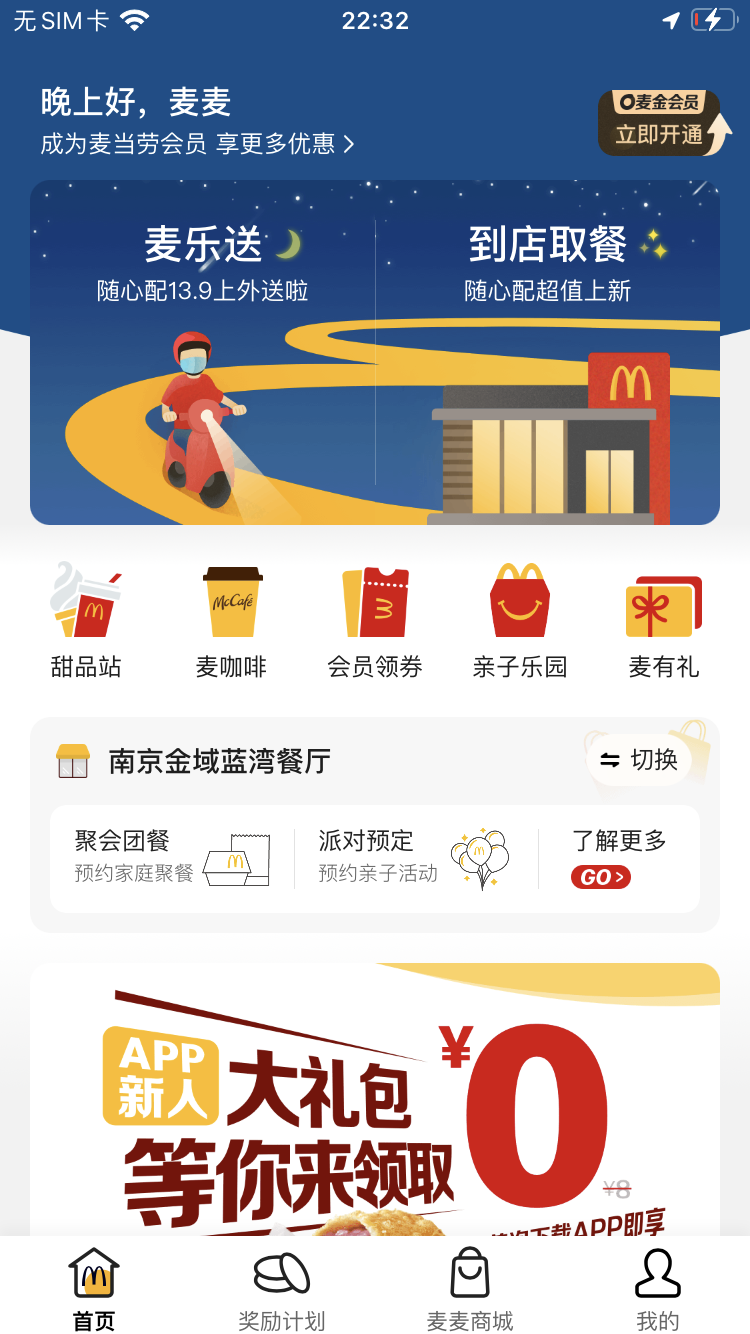 无SIM卡
22:32
晚上好，麦麦
成为麦当劳会员 享更多优惠
麦金会员
立即开通
麦乐送
随心配13.9上外送啦
到店取餐
随心配超值上新
McCafé
甜品站
麦咖啡
会员领券
亲子乐园
麦有礼
南京金域蓝湾餐厅
切换
聚会团餐
预约家庭聚餐
派对预定
预约亲子活动
了解更多
GO >
APP
新人
大礼包
等你来领取
¥0
¥8
下载APP即享
首页
奖励计划
麦麦商城
我的